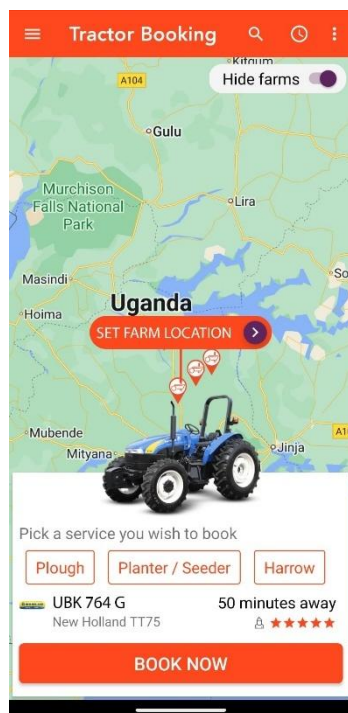 Tractor Booking
Kitgum
A104
Hide farms
Gulu
Murchison
Falls National
Park
Lira
So
Masindi
Hoima
Uganda
SET FARM LOCATION
Mubende
Mityana
Jinja
A1
Pick a service you wish to book
Plough
Planter / Seeder
Harrow
UBK 764 G
50 minutes away
New Holland TT75
BOOK NOW